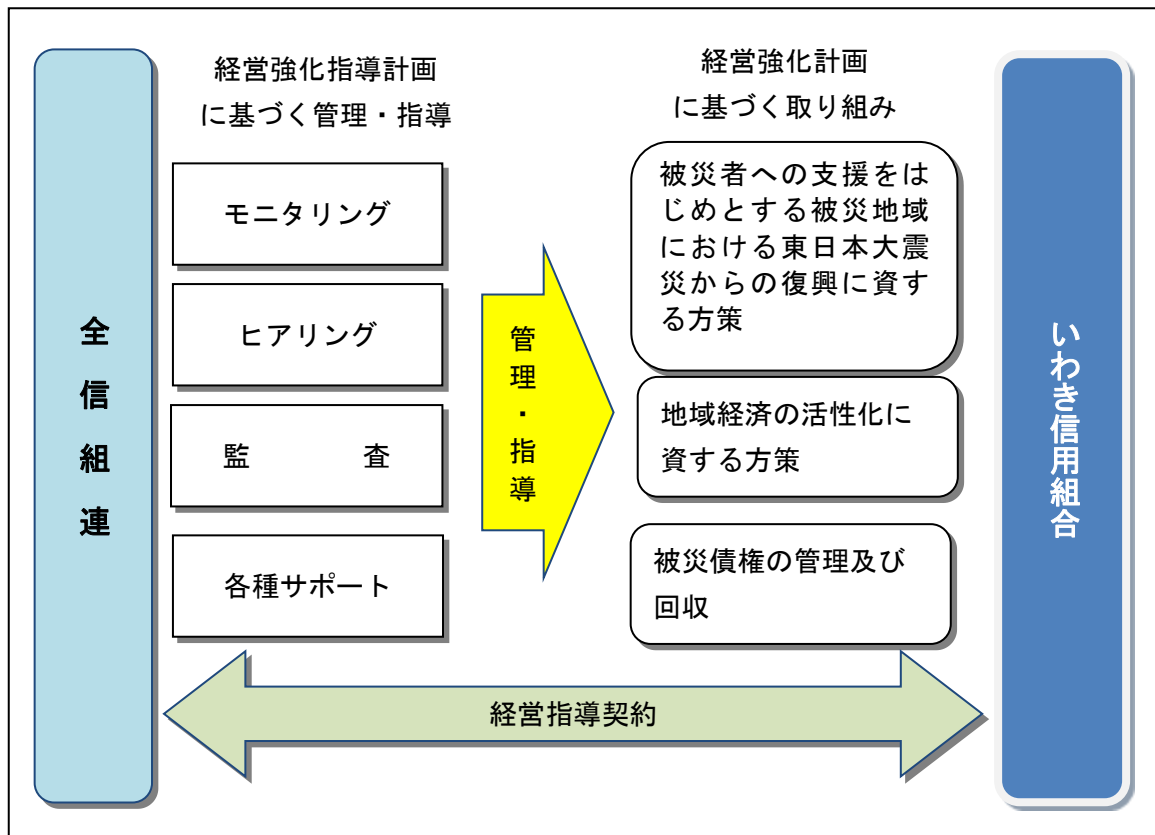 全信組連
経営強化指導計画
に基づく管理・指導
モニタリング
ヒアリング
監査
各種サポート
管理・指導
経営強化計画
に基づく取り組み
被災者への支援をは
じめとする被災地域
における東日本大震
災からの復興に資す
る方策
地域経済の活性化に
資する方策
被災債権の管理及び
回収
いわき信用組合
経営指導契約